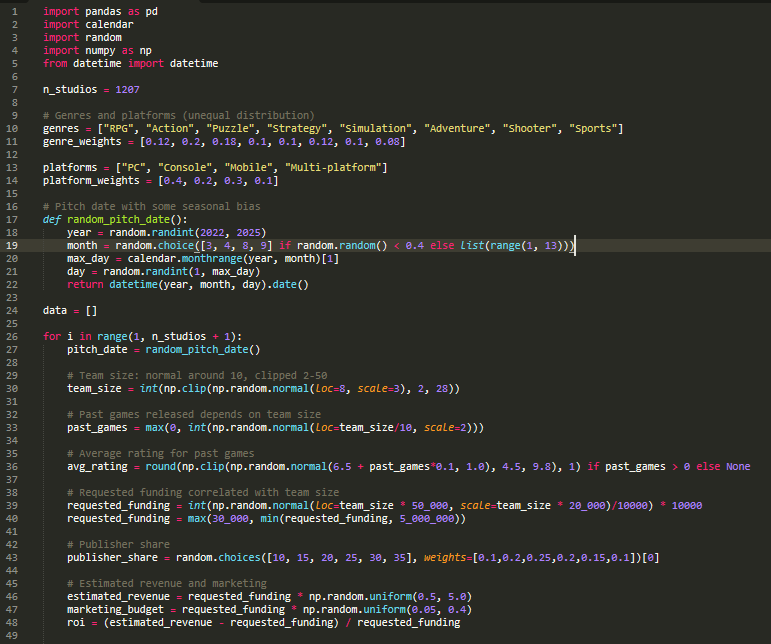 1 import pandas as pd
2 import calendar
3 import random
4 import numpy as np
5 from datetime import datetime
6
7 n_studios = 1207
8
9 # Genres and platforms (unequal distribution)
10 genres = ["RPG", "Action", "Puzzle", "Strategy", "Simulation", "Adventure", "Shooter", "Sports"]
11 genre_weights = [0.12, 0.2, 0.18, 0.1, 0.1, 0.12, 0.1, 0.08]
12
13 platforms = ["PC", "Console", "Mobile", "Multi-platform"]
14 platform_weights = [0.4, 0.2, 0.3, 0.1]
15
16 # Pitch date with some seasonal bias
17 def random_pitch_date():
18     year = random.randint(2022, 2025)
19     month = random.choice([3, 4, 8, 9] if random.random() < 0.4 else list(range(1, 13)))
20     max_day = calendar.monthrange(year, month)[1]
21     day = random.randint(1, max_day)
22     return datetime(year, month, day).date()
23
24 data = []
25
26 for i in range(1, n_studios + 1):
27     pitch_date = random_pitch_date()
28
29     # Team size: normal around 10, clipped 2-50
30     team_size = int(np.clip(np.random.normal(loc=8, scale=3), 2, 28))
31
32     # Past games released depends on team size
33     past_games = max(0, int(np.random.normal(loc=team_size/10, scale=2)))
34
35     # Average rating for past games
36     avg_rating = round(np.clip(np.random.normal(6.5 + past_games*0.1, 1.0), 4.5, 9.8), 1) if past_games > 0 else None
37
38     # Requested funding correlated with team size
39     requested_funding = int(np.random.normal(loc=team_size * 50_000, scale=team_size * 20_000)/10000) * 10000
40     requested_funding = max(30_000, min(requested_funding, 5_000_000))
41
42     # Publisher share
43     publisher_share = random.choices([10, 15, 20, 25, 30, 35], weights=[0.1,0.2,0.25,0.2,0.15,0.1])[0]
44
45     # Estimated revenue and marketing
46     estimated_revenue = requested_funding * np.random.uniform(0.5, 5.0)
47     marketing_budget = requested_funding * np.random.uniform(0.05, 0.4)
48     roi = (estimated_revenue - requested_funding) / requested_funding
49